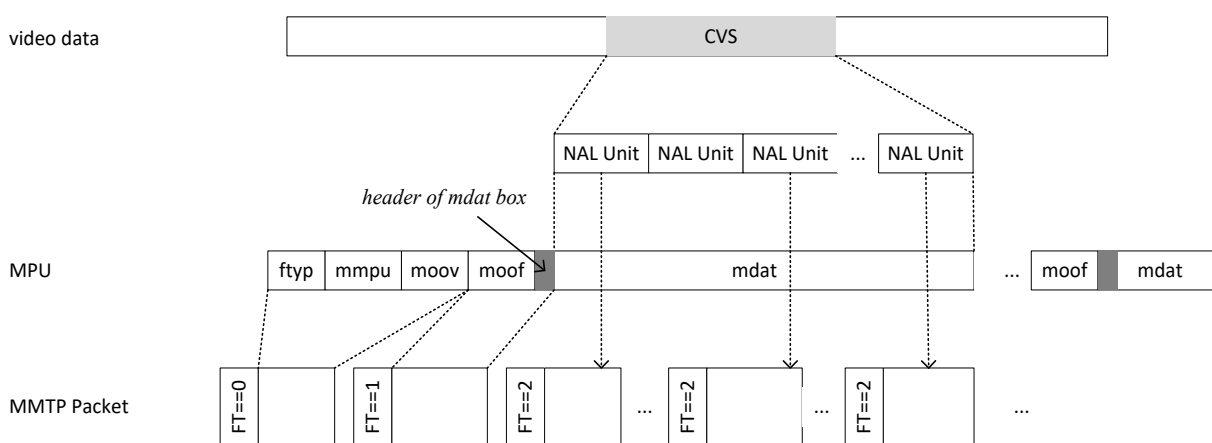 video data
CVS
NAL Unit NAL Unit NAL Unit ... NAL Unit
header of mdat box
MPU
ftyp mmpu moov moof mdat ... moof mdat
MMTP Packet
FT==0 FT==1 FT==2 ... FT==2 ... FT==2 ...